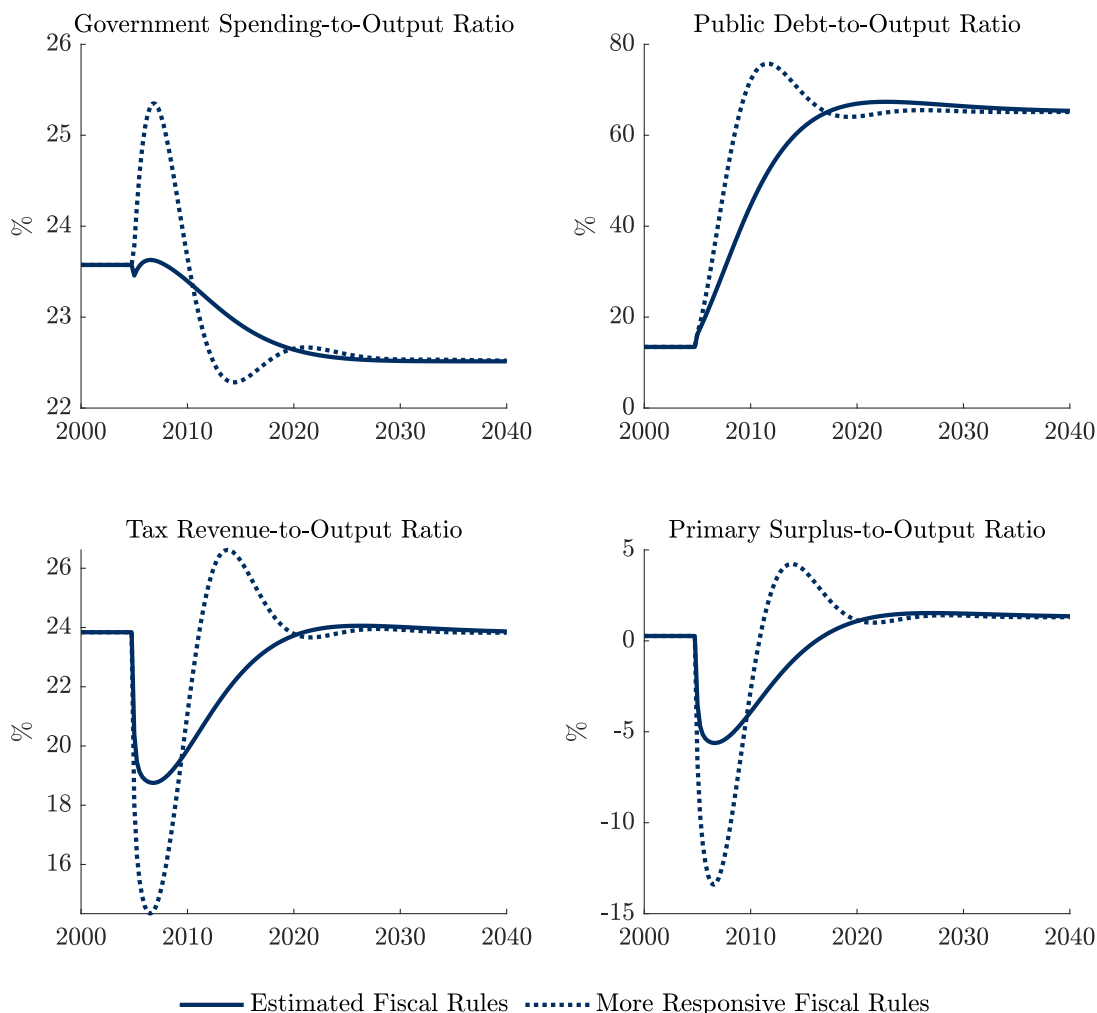 Government Spending-to-Output Ratio
26
25
24
23
22
%
2000 2010 2020 2030 2040
Public Debt-to-Output Ratio
80
60
40
20
0
%
2000 2010 2020 2030 2040
Tax Revenue-to-Output Ratio
26
24
22
20
18
16
%
2000 2010 2020 2030 2040
Primary Surplus-to-Output Ratio
5
0
-5
-10
-15
%
2000 2010 2020 2030 2040
Estimated Fiscal Rules More Responsive Fiscal Rules